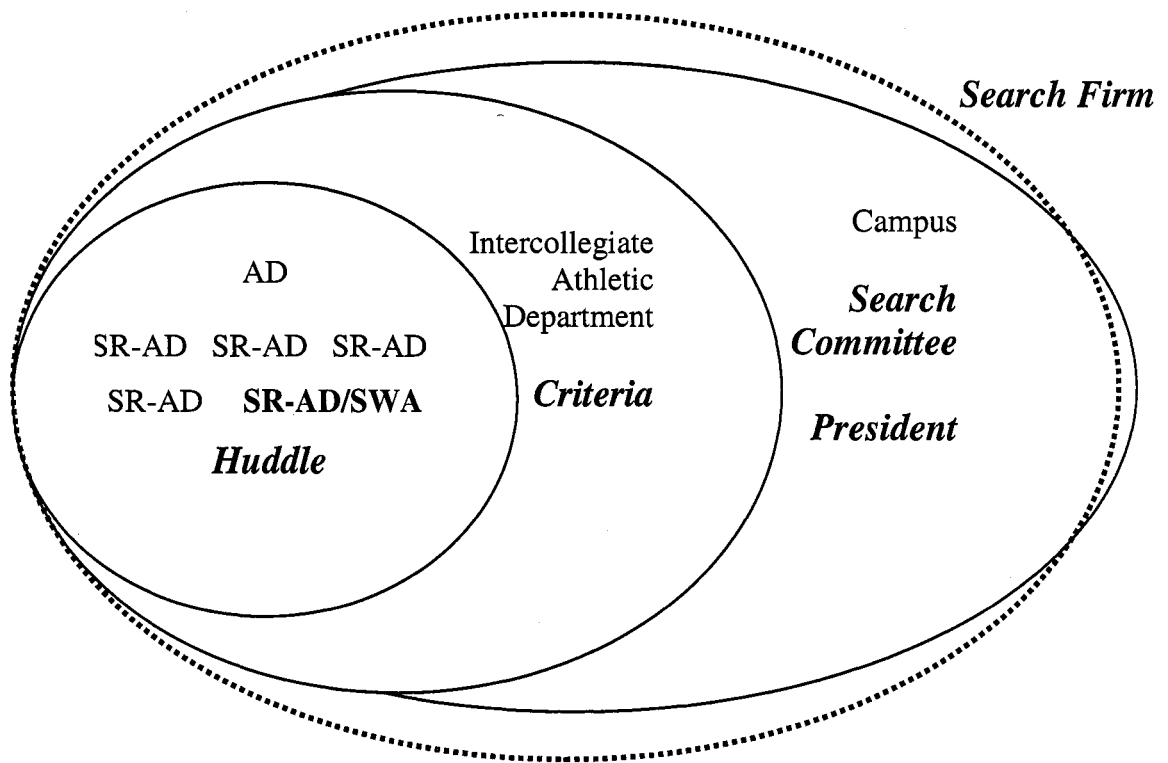 Search Firm
Campus
Intercollegiate
Athletic
Department
AD
Search
Committee
SR-AD SR-AD SR-AD
SR-AD SR-AD/SWA
Criteria
President
Huddle